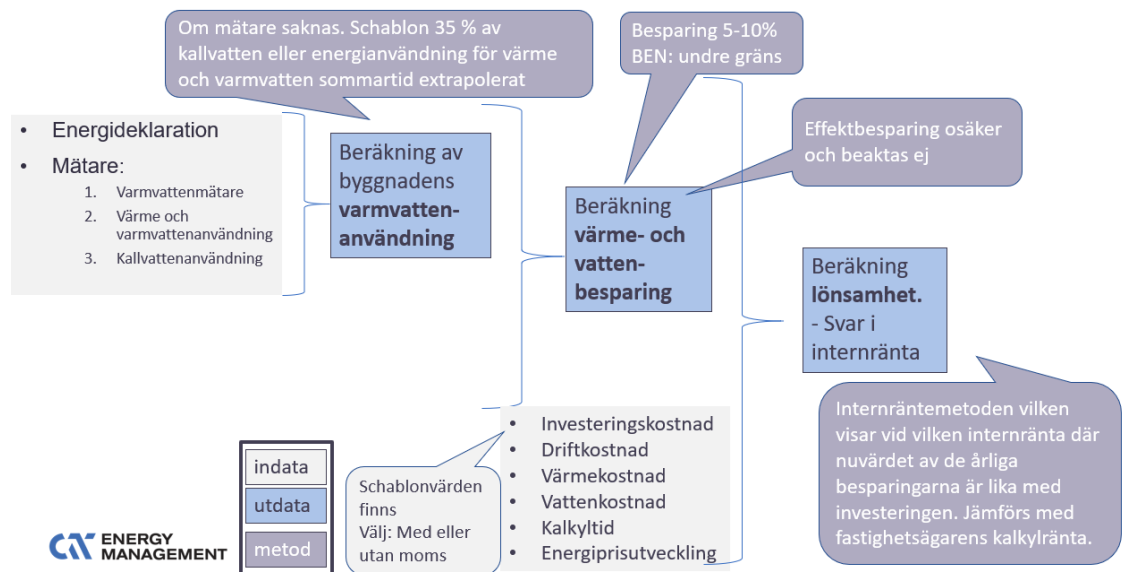 Om mätare saknas. Schablon 35 % av
kallvatten eller energianvändning för värme
och varmvatten sommartid extrapolerat
Besparing 5-10%
BEN: undre gräns
• Energideklaration
• Mätare:
1. Varmvattenmätare
2. Värme och
varmvattenanvändning
3. Kallvattenanvändning
Beräkning av
byggnadens
varmvatten-
användning
Effektbesparing osäker
och beaktas ej
Beräkning
värme- och
vatten-
besparing
Beräkning
lönsamhet.
- Svar i
internränta
Internräntemetoden vilken
visar vid vilken internränta där
nuvärdet av de årliga
besparingarna är lika med
investeringen. Jämförs med
fastighetsägarens kalkylränta.
• Investeringskostnad
• Driftkostnad
• Värmekostnad
• Vattenkostnad
• Kalkyltid
• Energiprisutveckling
Schablonvärden
finns
Välj: Med eller
utan moms
indata
utdata
metod
CIT ENERGY
MANAGEMENT